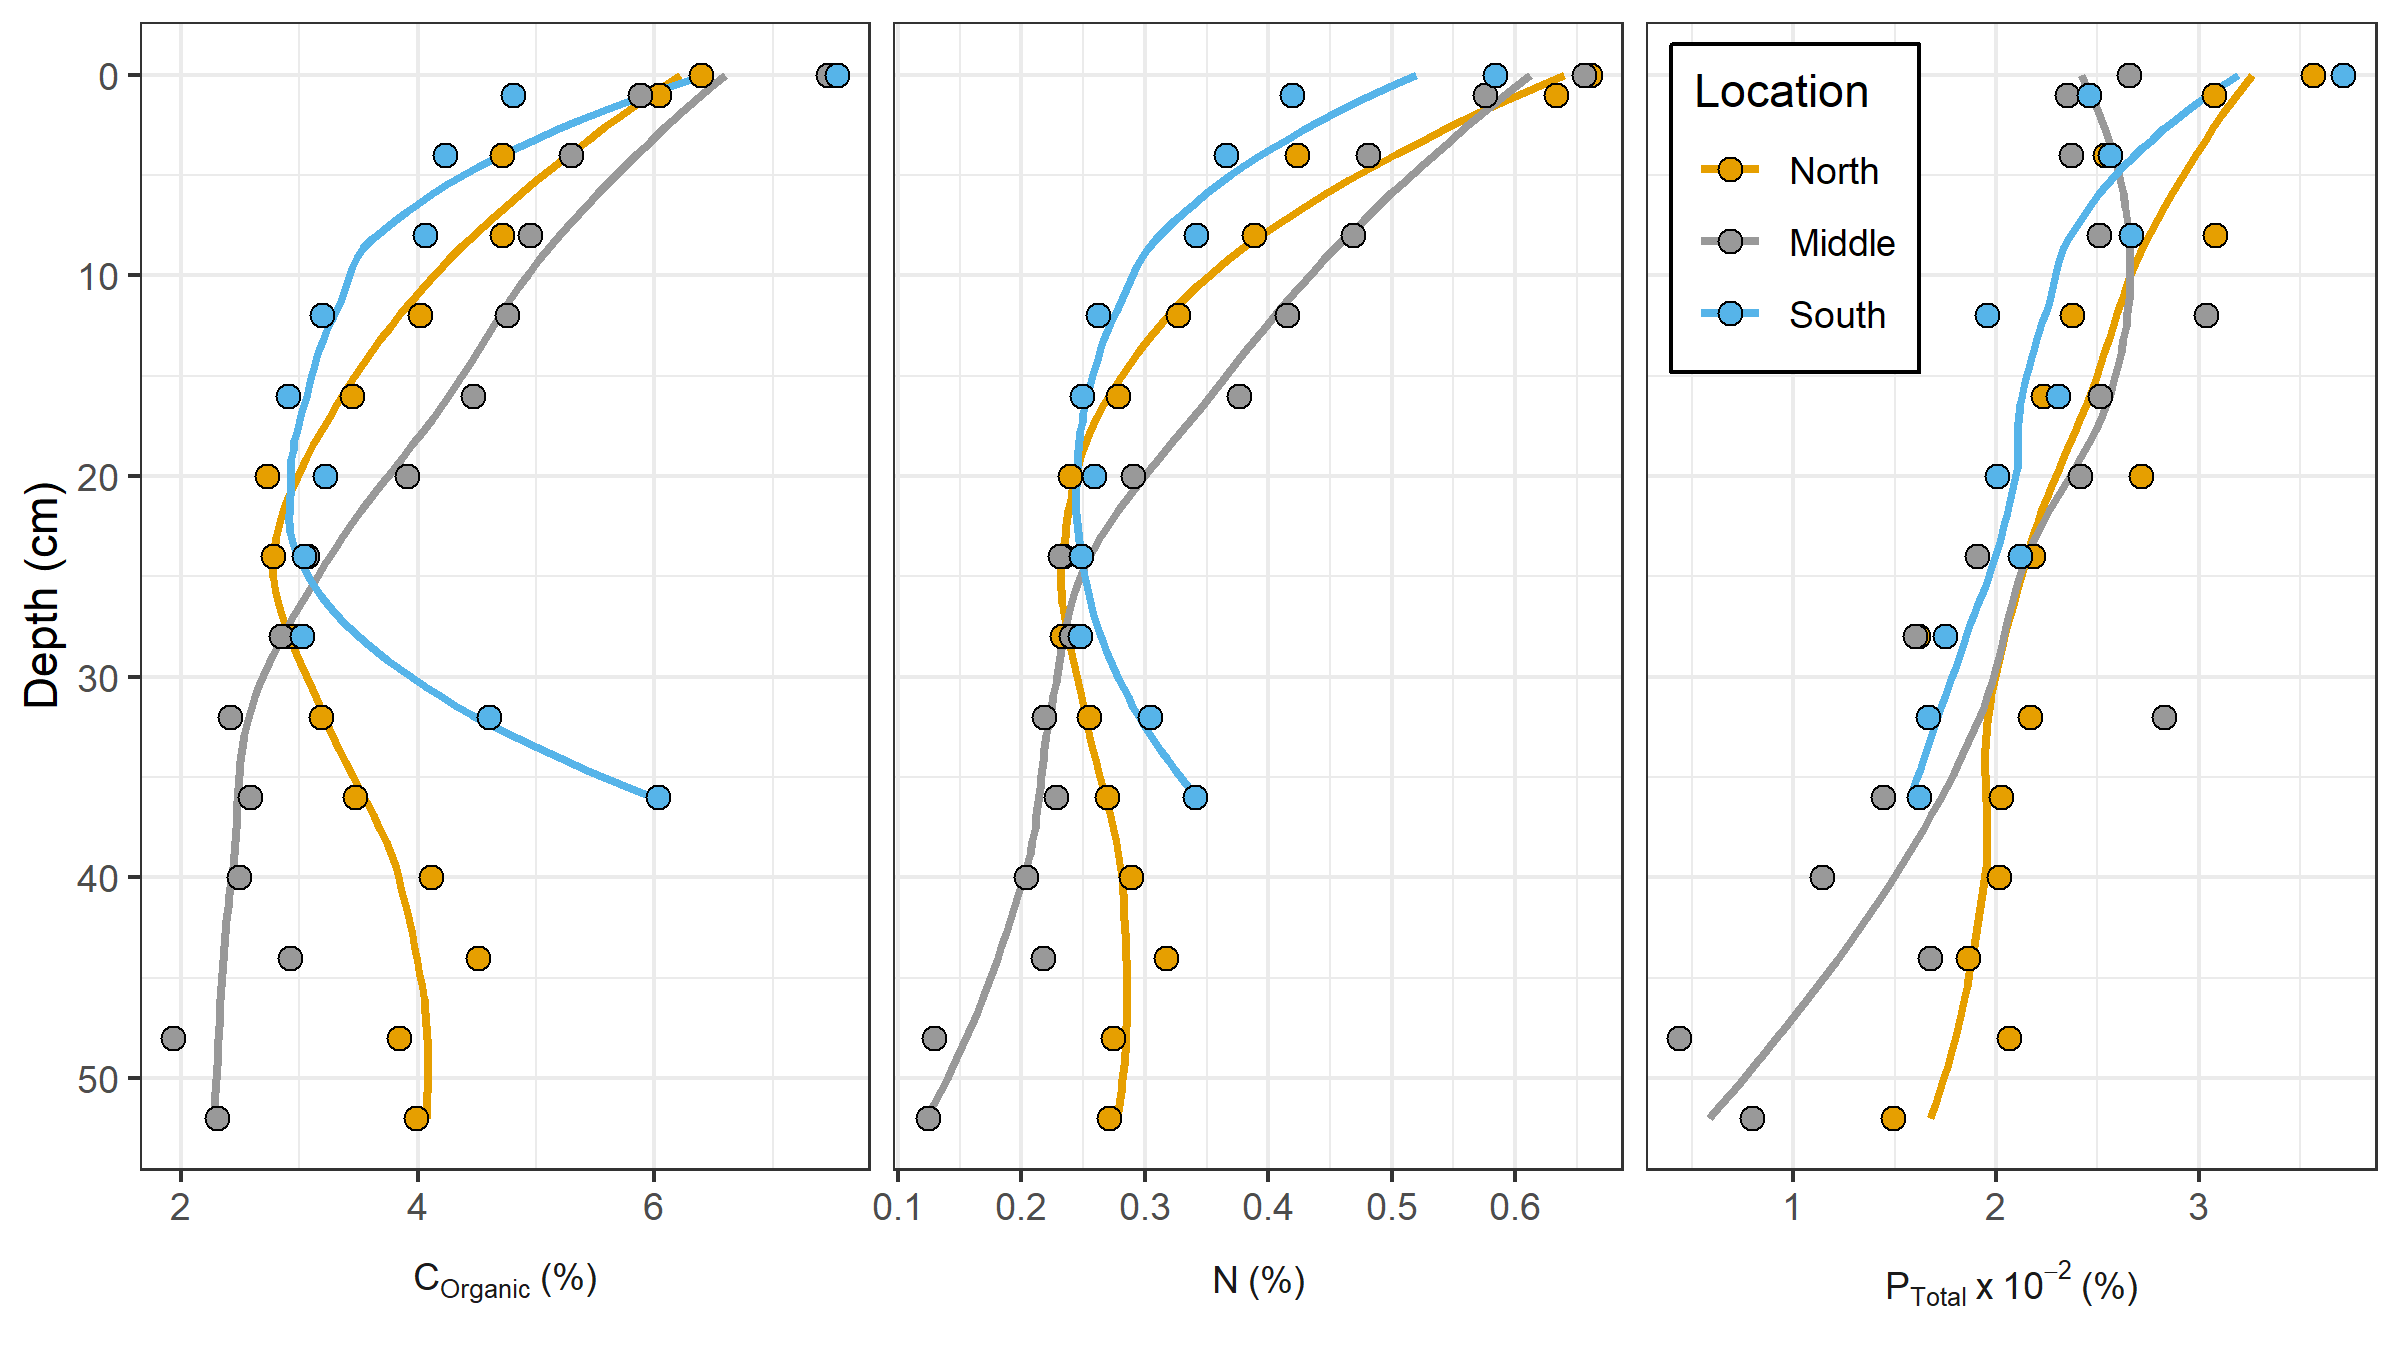 Depth (cm)
0
10
20
30
40
50
2 4 6
0.1 0.2 0.3 0.4 0.5 0.6
1 2 3
C_Organic (%)
N (%)
P_Total x 10^−2 (%)
Location
North
Middle
South